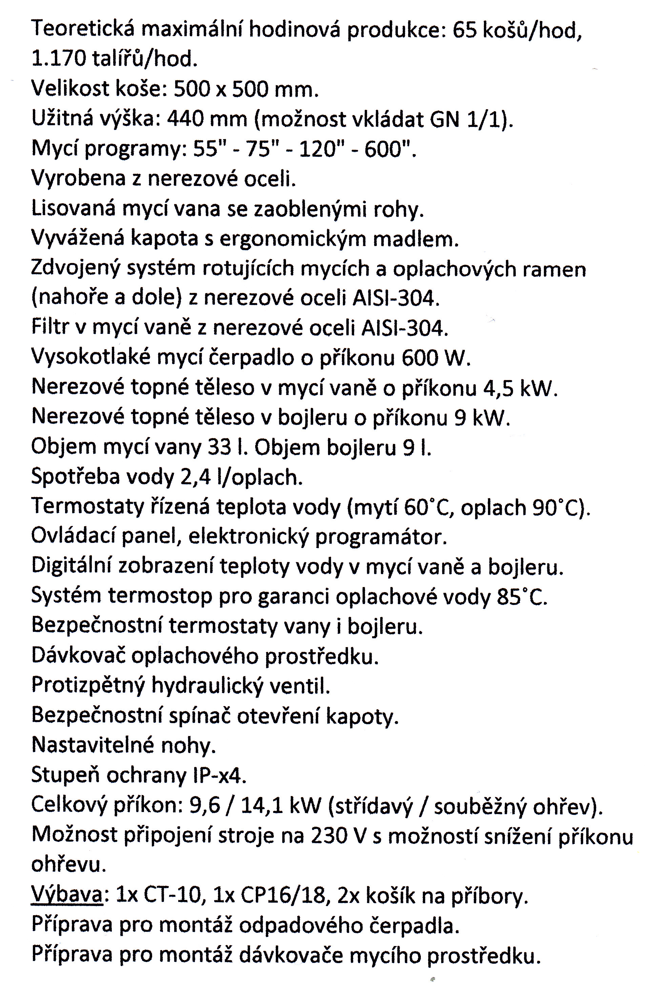 Teoretická maximální hodinová produkce: 65 košů/hod,
1.170 talířů/hod.
Velikost koše: 500 x 500 mm.
Užitná výška: 440 mm (možnost vkládat GN 1/1).
Mycí programy: 55" - 75" - 120" - 600".
Vyrobena z nerezové oceli.
Lisovaná mycí vana se zaoblenými rohy.
Vyvážená kapota s ergonomickým madlem.
Zdvojený systém rotujících mycích a oplachových ramen
(nahoře a dole) z nerezové oceli AISI-304.
Filtr v mycí vaně z nerezové oceli AISI-304.
Vysokotlaké mycí čerpadlo o příkonu 600 W.
Nerezové topné těleso v mycí vaně o příkonu 4,5 kW.
Nerezové topné těleso v bojleru o příkonu 9 kW.
Objem mycí vany 33 l. Objem bojleru 9 l.
Spotřeba vody 2,4 l/oplach.
Termostaty řízená teplota vody (mytí 60˚C, oplach 90˚C).
Ovládací panel, elektronický programátor.
Digitální zobrazení teploty vody v mycí vaně a bojleru.
Systém termostop pro garanci oplachové vody 85˚C.
Bezpečnostní termostaty vany i bojleru.
Dávkovač oplachového prostředku.
Protizpětný hydraulický ventil.
Bezpečnostní spínač otevření kapoty.
Nastavitelné nohy.
Stupeň ochrany IP-x4.
Celkový příkon: 9,6 / 14,1 kW (střídavý / souběžný ohřev).
Možnost připojení stroje na 230 V s možností snížení příkonu
ohřevu.
Výbava: 1x CT-10, 1x CP16/18, 2x košík na příbory.
Příprava pro montáž odpadového čerpadla.
Příprava pro montáž dávkovače mycího prostředku.